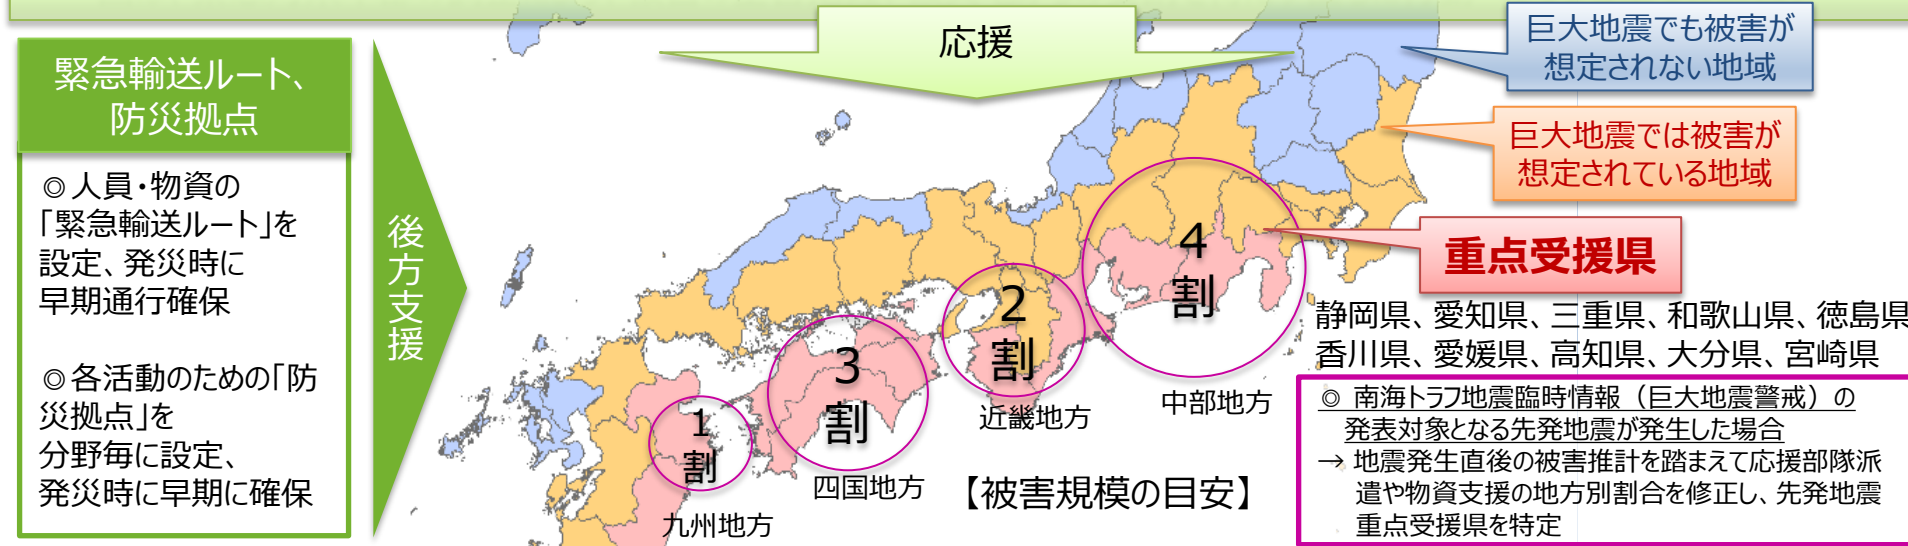 緊急輸送ルート、
防災拠点
◎人員・物資の
「緊急輸送ルート」を
設定、発災時に
早期通行確保
◎各活動のための「防
災拠点」を
分野毎に設定、
発災時に早期に確保
後方支援
応援
巨大地震でも被害が
想定されない地域
巨大地震では被害が
想定されている地域
重点受援県
静岡県、愛知県、三重県、和歌山県、徳島県
香川県、愛媛県、高知県、大分県、宮崎県
4
割
中部地方
2
割
近畿地方
3
割
四国地方
1
割
九州地方
【被害規模の目安】
◎ 南海トラフ地震臨時情報（巨大地震警戒）の
発表対象となる先発地震が発生した場合
→ 地震発生直後の被害推計を踏まえて応援部隊派
遣や物資支援の地方別割合を修正し、先発地震
重点受援県を特定